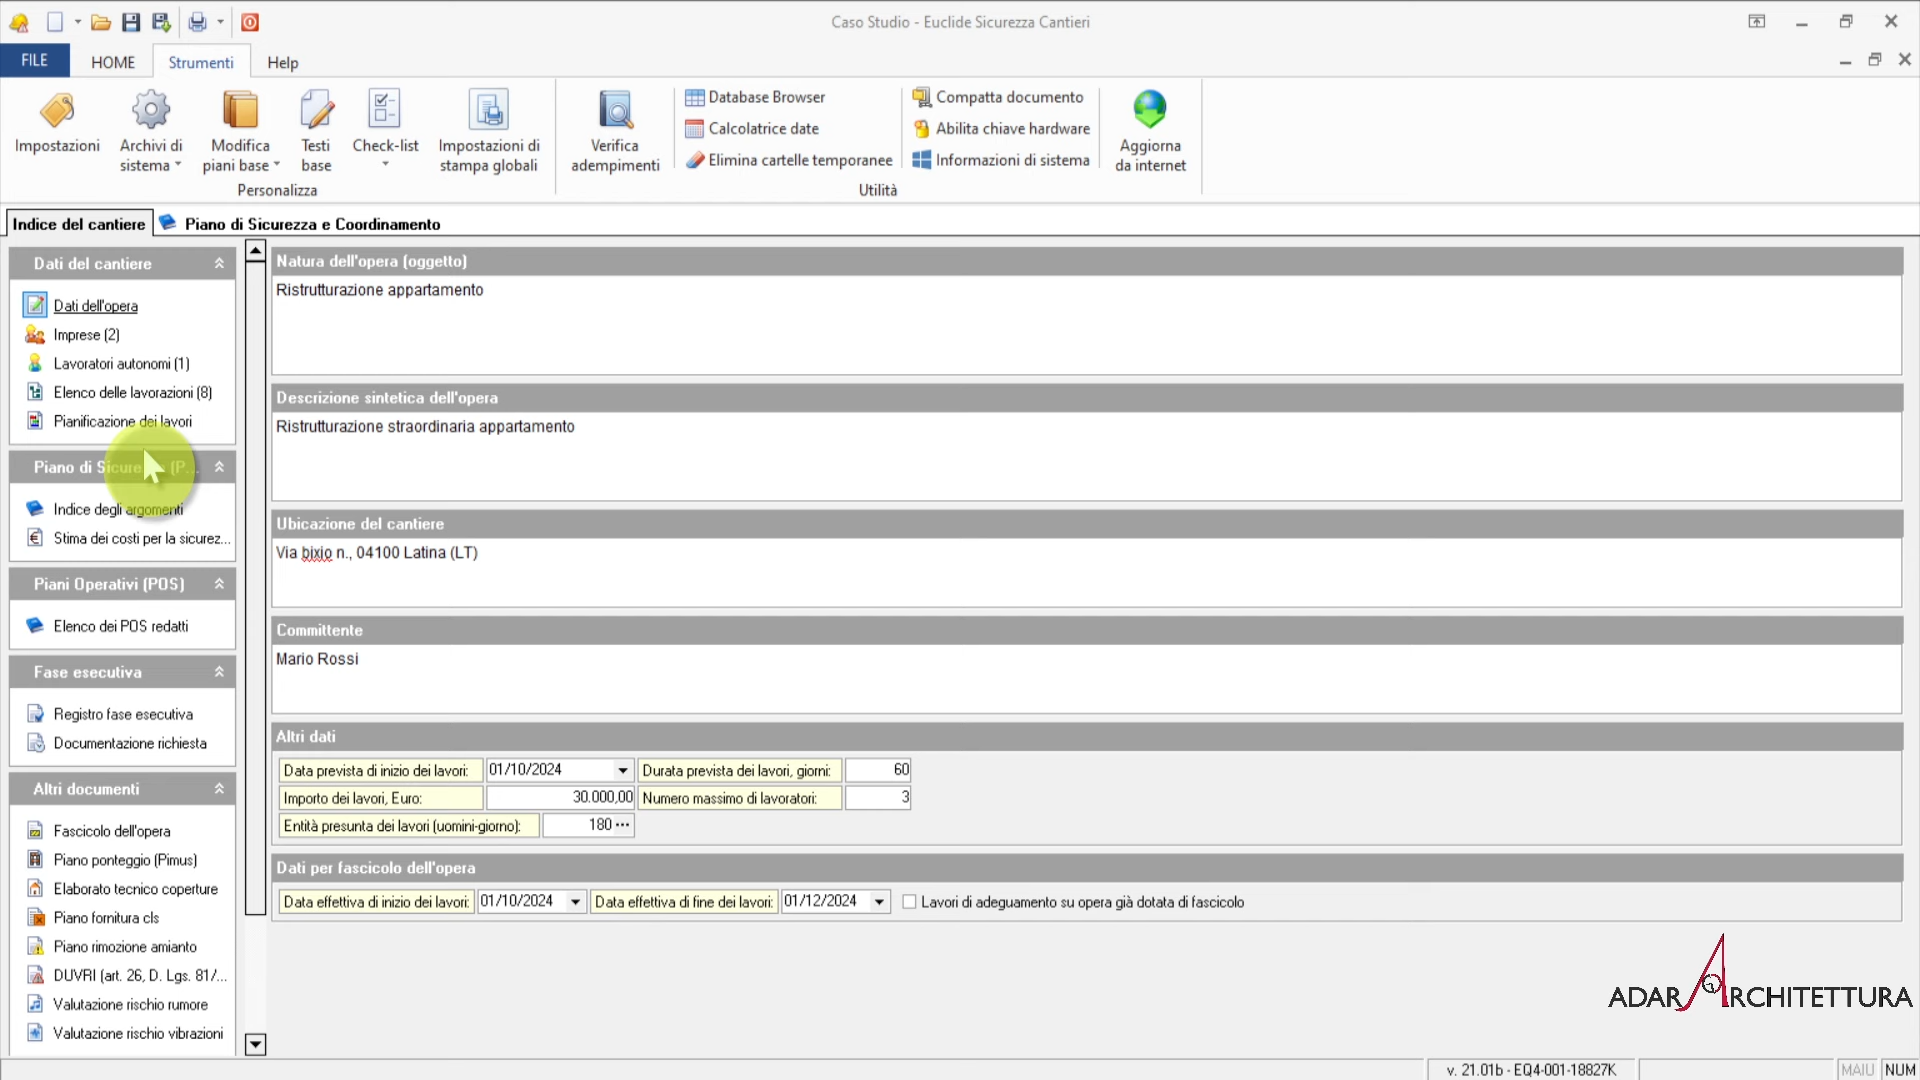 Caso Studio - Euclide Sicurezza Cantieri
FILE
HOME
Strumenti
Help
Impostazioni
Archivi di
sistema
Modifica
piani base
Testi
base
Check-list
Impostazioni di
stampa globali
Personalizza
Verifica
adempimenti
Database Browser
Calcolatrice date
Elimina cartelle temporanee
Compatta documento
Abilita chiave hardware
Informazioni di sistema
Aggiorna
da internet
Utilità
Indice del cantiere
Piano di Sicurezza e Coordinamento
Dati del cantiere
Dati dell'opera
Imprese (2)
Lavoratori autonomi (1)
Elenco delle lavorazioni (8)
Pianificazione dei lavori
Piano di Sicure (P...
Indice degli argomenti
Stima dei costi per la sicurez...
Piani Operativi (POS)
Elenco dei POS redatti
Fase esecutiva
Registro fase esecutiva
Documentazione richiesta
Altri documenti
Fascicolo dell'opera
Piano ponteggio (Pimus)
Elaborato tecnico coperture
Piano fornitura cls
Piano rimozione amianto
DUVRI (art. 26, D. Lgs. 81/...
Valutazione rischio rumore
Valutazione rischio vibrazioni
Natura dell'opera (oggetto)
Ristrutturazione appartamento
Descrizione sintetica dell'opera
Ristrutturazione straordinaria appartamento
Ubicazione del cantiere
Via bixio n., 04100 Latina (LT)
Committente
Mario Rossi
Altri dati
Data prevista di inizio dei lavori: 01/10/2024 Durata prevista dei lavori, giorni: 60
Importo dei lavori, Euro: 30.000,00 Numero massimo di lavoratori: 3
Entità presunta dei lavori (uomini-giorno): 180 ...
Dati per fascicolo dell'opera
Data effettiva di inizio dei lavori: 01/10/2024 Data effettiva di fine dei lavori: 01/12/2024 Lavori di adeguamento su opera già dotata di fascicolo
ADARARCHITETTURA
v. 21.01b - EQ4-001-18827K
MAIU NUM